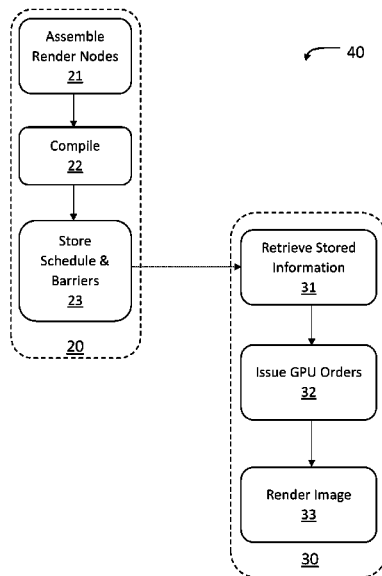 Assemble
Render Nodes
21
40
Compile
22
Store
Schedule &
Barriers
23
20
Retrieve Stored
Information
31
Issue GPU Orders
32
Render Image
33
30